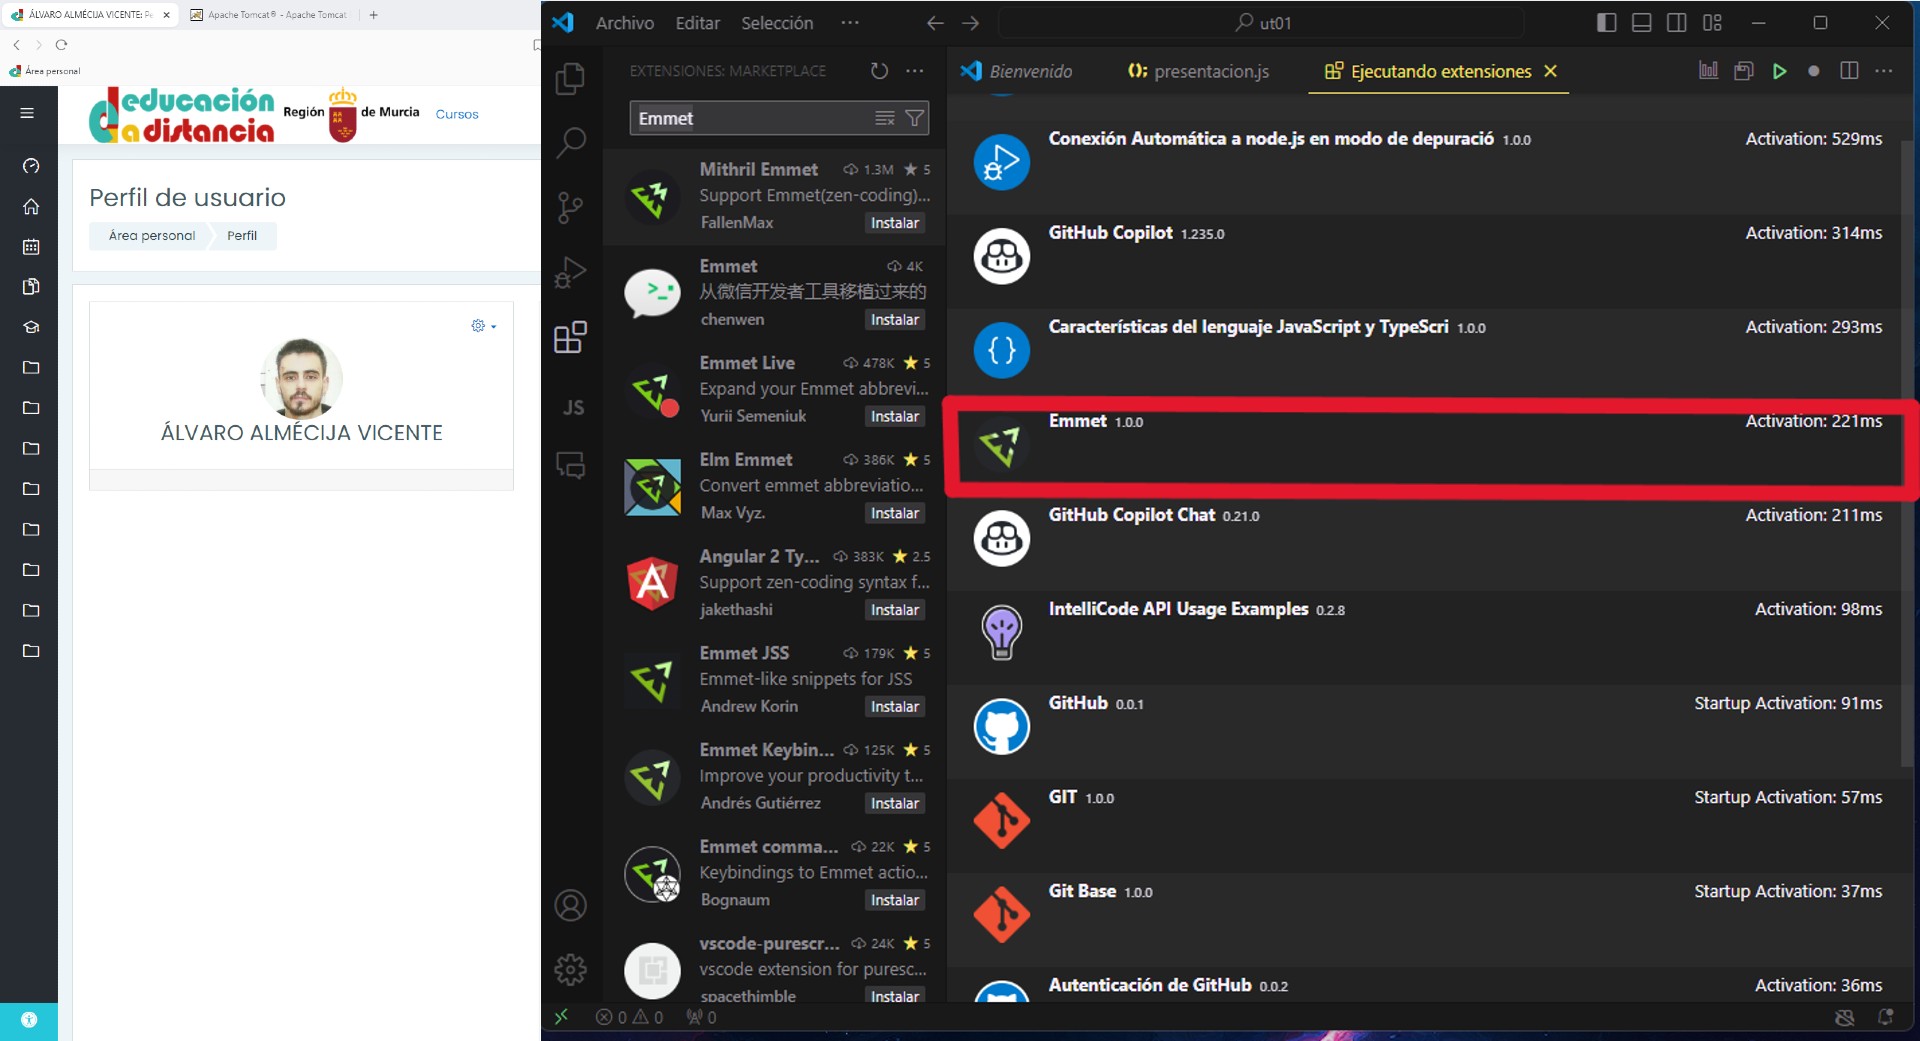 ÁLVARO ALMÉCIJA VICENTE: Pe
Apache Tomcat® - Apache Tomcat
Área personal
educación
a distancia
Región de Murcia
Cursos
Perfil de usuario
Área personal
Perfil
ÁLVARO ALMÉCIJA VICENTE
Archivo
Editar
Selección
ut01
EXTENSIONES: MARKETPLACE
Emmet
Mithril Emmet 1.3M 5
Support Emmet(zen-coding)...
FallenMax Instalar
Emmet 4K
从微信开发者工具移植过来的
chenwen Instalar
Emmet Live 478K 5
Expand your Emmet abbrevi...
Yurii Semeniuk Instalar
Elm Emmet 386K 5
Convert emmet abbreviatio...
Max Vyz. Instalar
Angular 2 Ty... 383K 2.5
Support zen-coding syntax f...
jakethashi Instalar
Emmet JSS 179K 5
Emmet-like snippets for JSS
Andrew Korin Instalar
Emmet Keybin... 125K 5
Improve your productivity t...
Andrés Gutiérrez Instalar
Emmet comma... 22K 5
Keybindings to Emmet actio...
Bognaum Instalar
vscode-purescr... 24K 5
vscode extension for puresc...
spacethimble Instalar
JS
Bienvenido
presentacion.js
Ejecutando extensiones
Conexión Automática a node.js en modo de depuració 1.0.0 Activation: 529ms
GitHub Copilot 1.235.0 Activation: 314ms
Características del lenguaje JavaScript y TypeScri 1.0.0 Activation: 293ms
Emmet 1.0.0 Activation: 221ms
GitHub Copilot Chat 0.21.0 Activation: 211ms
IntelliCode API Usage Examples 0.2.8 Activation: 98ms
GitHub 0.0.1 Startup Activation: 91ms
GIT 1.0.0 Startup Activation: 57ms
Git Base 1.0.0 Startup Activation: 37ms
Autenticación de GitHub 0.0.2 Activation: 36ms
0 0 0